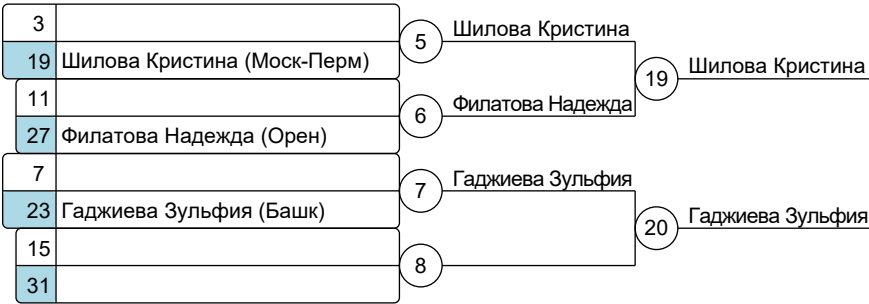 3
19 Шилова Кристина (Моск-Перм)
11
27 Филатова Надежда (Орен)
7
23 Гаджиева Зульфия (Башк)
15
31
5
Шилова Кристина
6
Филатова Надежда
7
Гаджиева Зульфия
8
19
Шилова Кристина
20
Гаджиева Зульфия